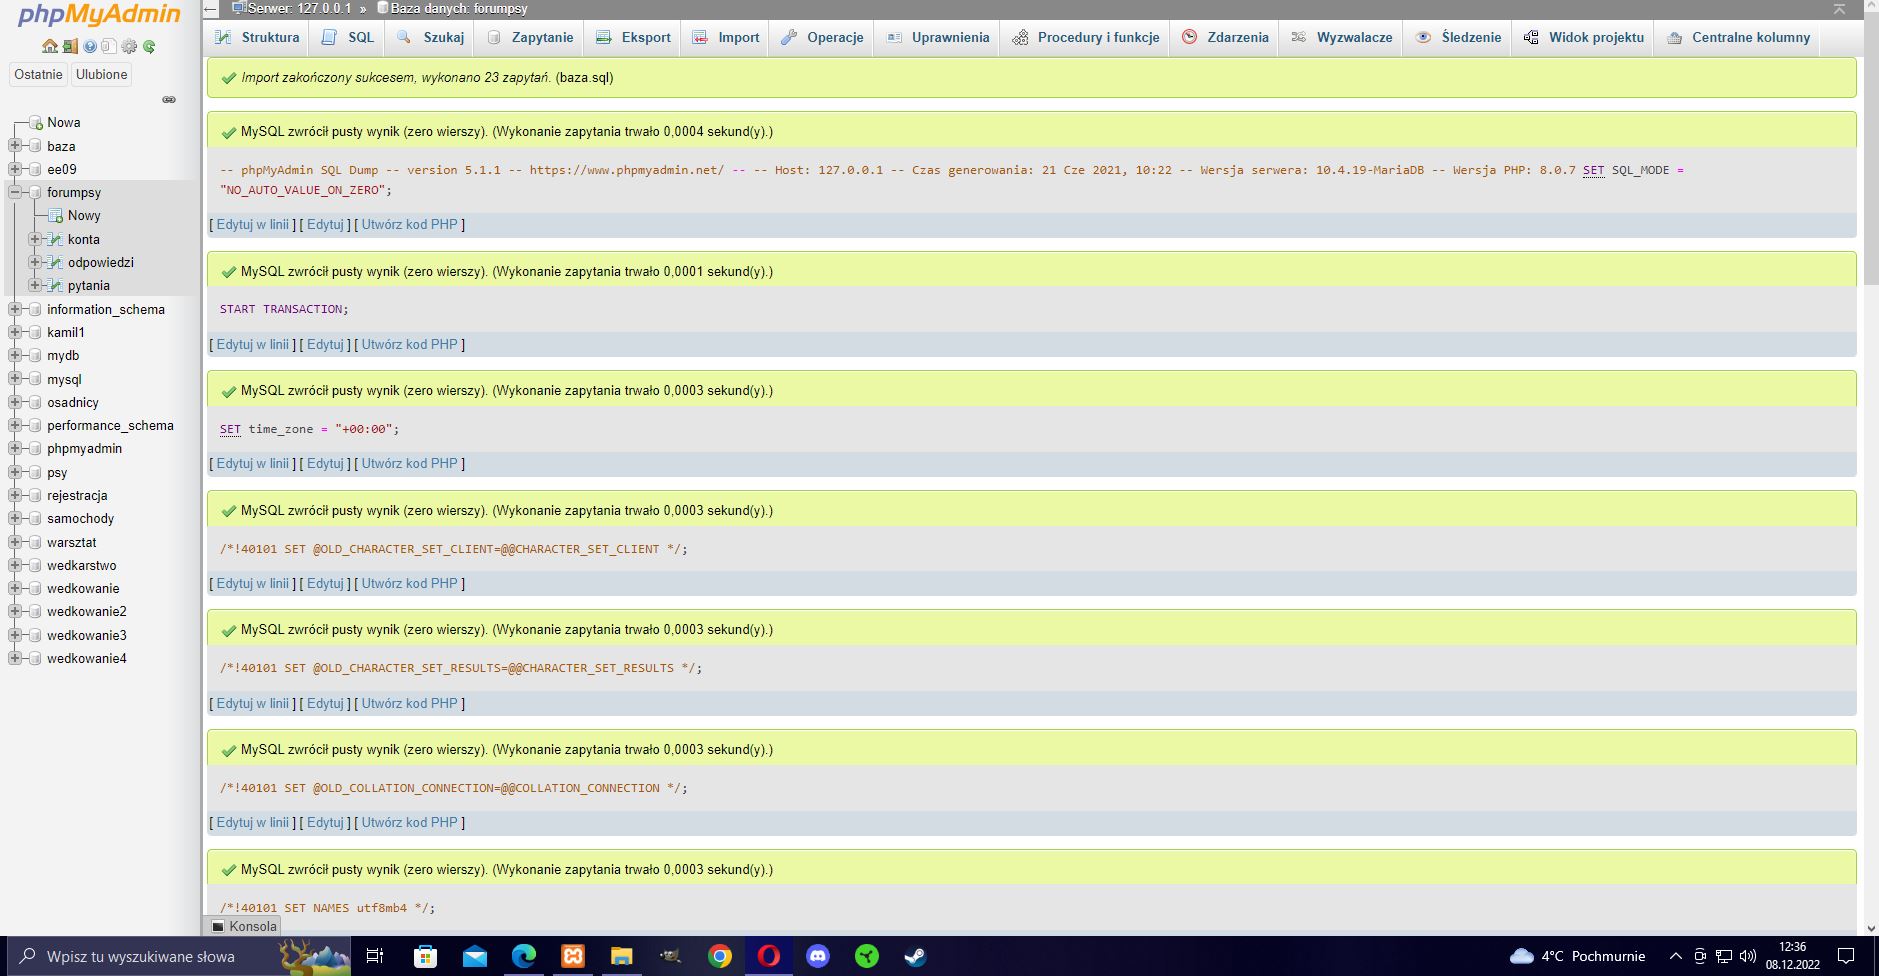 phpMyAdmin
Ostatnie Ulubione
Nowa
baza
ee09
forumpsy
Nowy
konta
odpowiedzi
pytania
information_schema
kamil1
mydb
mysql
osadnicy
performance_schema
phpmyadmin
psy
rejestracja
samochody
warsztat
wedkarstwo
wedkowanie
wedkowanie2
wedkowanie3
wedkowanie4
Serwer: 127.0.0.1 » Baza danych: forumpsy
Struktura SQL Szukaj Zapytanie Eksport Import Operacje Uprawnienia Procedury i funkcje Zdarzenia Wyzwalacze Śledzenie Widok projektu Centralne kolumny
Import zakończony sukcesem, wykonano 23 zapytań. (baza.sql)
MySQL zwrócił pusty wynik (zero wierszy). (Wykonanie zapytania trwało 0,0004 sekund(y).)
-- phpMyAdmin SQL Dump -- version 5.1.1 -- https://www.phpmyadmin.net/ -- -- Host: 127.0.0.1 -- Czas generowania: 21 Cze 2021, 10:22 -- Wersja serwera: 10.4.19-MariaDB -- Wersja PHP: 8.0.7 SET SQL_MODE =
"NO_AUTO_VALUE_ON_ZERO";
[ Edytuj w linii ] [ Edytuj ] [ Utwórz kod PHP ]
MySQL zwrócił pusty wynik (zero wierszy). (Wykonanie zapytania trwało 0,0001 sekund(y).)
START TRANSACTION;
[ Edytuj w linii ] [ Edytuj ] [ Utwórz kod PHP ]
MySQL zwrócił pusty wynik (zero wierszy). (Wykonanie zapytania trwało 0,0003 sekund(y).)
SET time_zone = "+00:00";
[ Edytuj w linii ] [ Edytuj ] [ Utwórz kod PHP ]
MySQL zwrócił pusty wynik (zero wierszy). (Wykonanie zapytania trwało 0,0003 sekund(y).)
/*!40101 SET @OLD_CHARACTER_SET_CLIENT=@@CHARACTER_SET_CLIENT */;
[ Edytuj w linii ] [ Edytuj ] [ Utwórz kod PHP ]
MySQL zwrócił pusty wynik (zero wierszy). (Wykonanie zapytania trwało 0,0003 sekund(y).)
/*!40101 SET @OLD_CHARACTER_SET_RESULTS=@@CHARACTER_SET_RESULTS */;
[ Edytuj w linii ] [ Edytuj ] [ Utwórz kod PHP ]
MySQL zwrócił pusty wynik (zero wierszy). (Wykonanie zapytania trwało 0,0003 sekund(y).)
/*!40101 SET @OLD_COLLATION_CONNECTION=@@COLLATION_CONNECTION */;
[ Edytuj w linii ] [ Edytuj ] [ Utwórz kod PHP ]
MySQL zwrócił pusty wynik (zero wierszy). (Wykonanie zapytania trwało 0,0003 sekund(y).)
/*!40101 SET NAMES utf8mb4 */;
Konsola
Wpisz tu wyszukiwane słowa
4°C Pochmurnie
12:36
08.12.2022